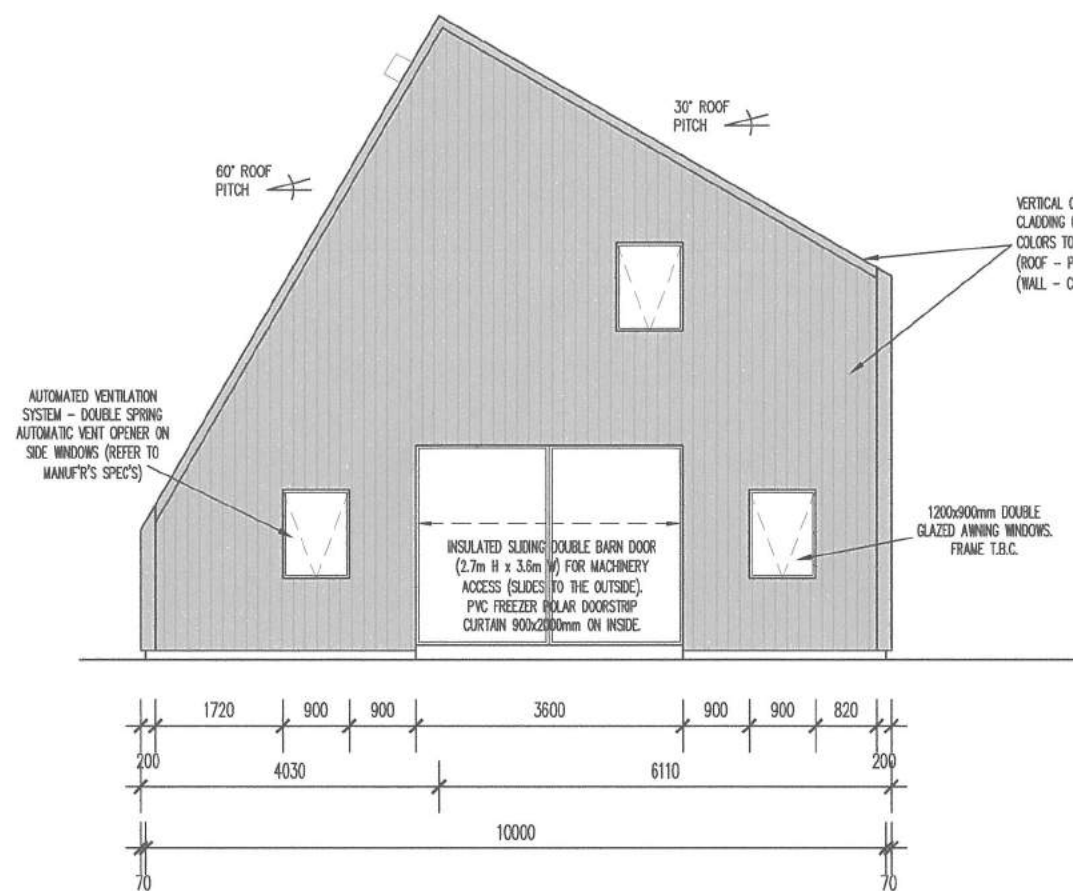 30° ROOF
PITCH
60° ROOF
PITCH
VERTICAL
CLADDING
COLORS TO
(ROOF - P
(WALL - C
AUTOMATED VENTILATION
SYSTEM - DOUBLE SPRING
AUTOMATIC VENT OPENER ON
SIDE WINDOWS (REFER TO
MANUF'R'S SPEC'S)
INSULATED SLIDING DOUBLE BARN DOOR
(2.7m H x 3.6m W) FOR MACHINERY
ACCESS (SLIDES TO THE OUTSIDE).
PVC FREEZER POLAR DOORSTRIP
CURTAIN 900x2000mm ON INSIDE.
1200x900mm DOUBLE
GLAZED AWNING WINDOWS.
FRAME T.B.C.
1720 900 900 3600 900 900 820
200 4030 6110 200
10000
70 70